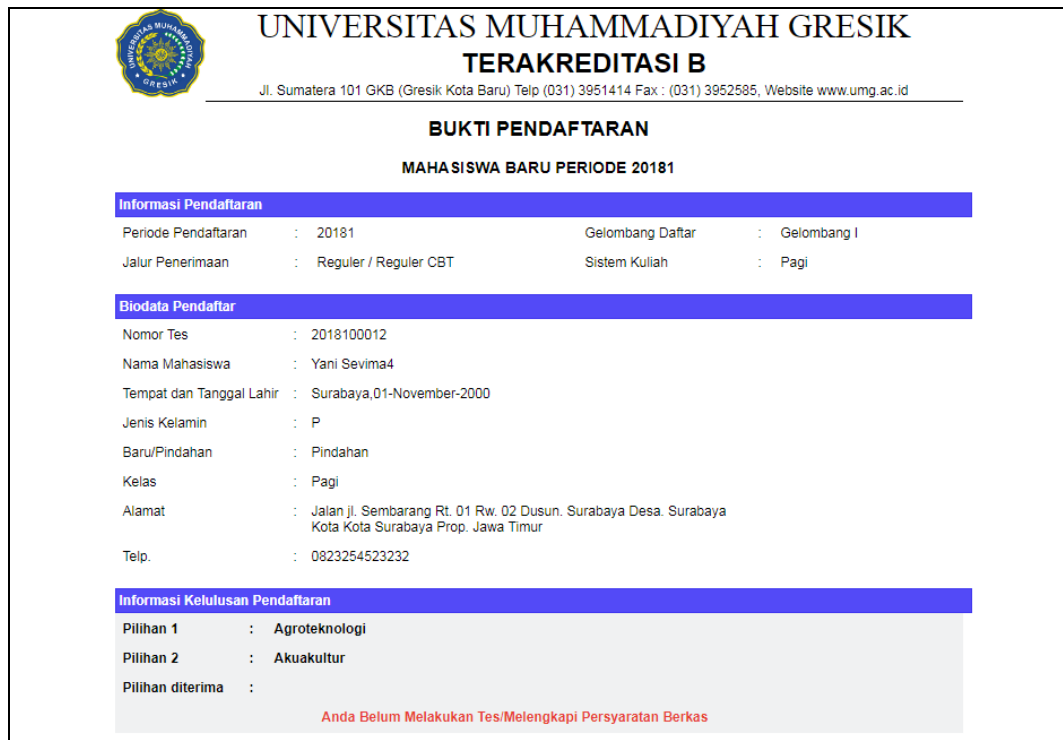 UNIVERSITAS MUHAMMADIYAH GRESIK
UNIVERSITAS MUHAMMADIYAH GRESIK
TERAKREDITASI B
Jl. Sumatera 101 GKB (Gresik Kota Baru) Telp (031) 3951414 Fax : (031) 3952585, Website www.umg.ac.id
BUKTI PENDAFTARAN
MAHASISWA BARU PERIODE 20181
Informasi Pendaftaran
Periode Pendaftaran : 20181 Gelombang Daftar : Gelombang I
Jalur Penerimaan : Reguler / Reguler CBT Sistem Kuliah : Pagi
Biodata Pendaftar
Nomor Tes : 2018100012
Nama Mahasiswa : Yani Sevima4
Tempat dan Tanggal Lahir : Surabaya,01-November-2000
Jenis Kelamin : P
Baru/Pindahan : Pindahan
Kelas : Pagi
Alamat : Jalan jl. Sembarang Rt. 01 Rw. 02 Dusun. Surabaya Desa. Surabaya
Kota Kota Surabaya Prop. Jawa Timur
Telp. : 0823254523232
Informasi Kelulusan Pendaftaran
Pilihan 1 : Agroteknologi
Pilihan 2 : Akuakultur
Pilihan diterima :
Anda Belum Melakukan Tes/Melengkapi Persyaratan Berkas